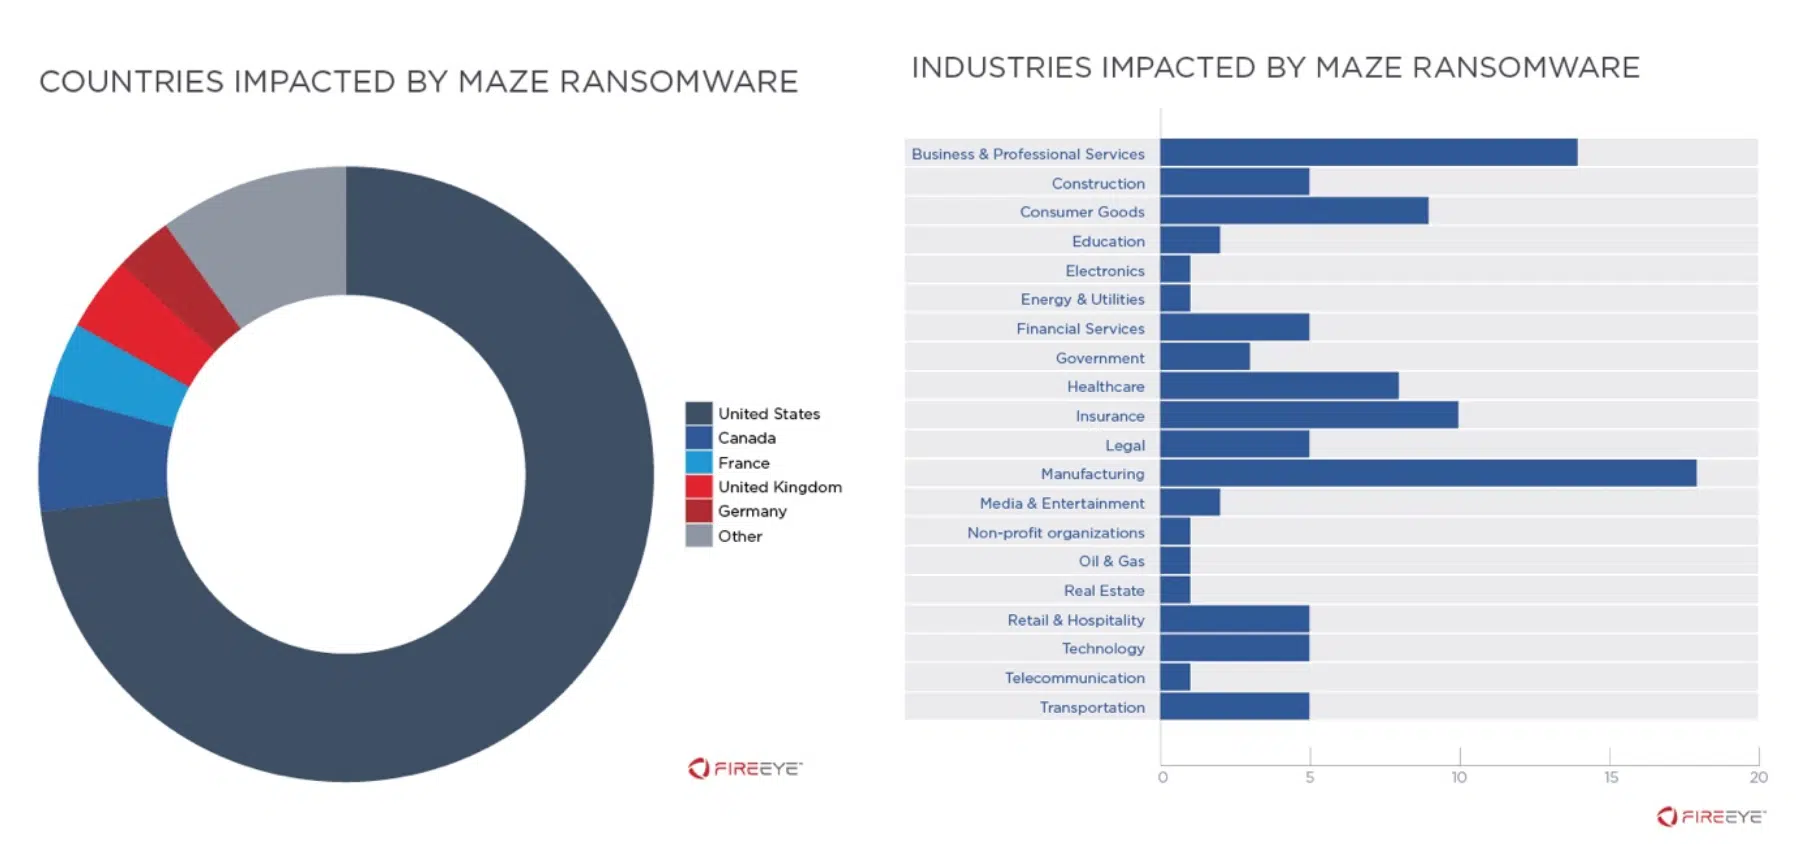 COUNTRIES IMPACTED BY MAZE RANSOMWARE
United States
Canada
France
United Kingdom
Germany
Other
FIREEYE™
INDUSTRIES IMPACTED BY MAZE RANSOMWARE
Business & Professional Services
Construction
Consumer Goods
Education
Electronics
Energy & Utilities
Financial Services
Government
Healthcare
Insurance
Legal
Manufacturing
Media & Entertainment
Non-profit organizations
Oil & Gas
Real Estate
Retail & Hospitality
Technology
Telecommunication
Transportation
0 5 10 15 20
FIREEYE™